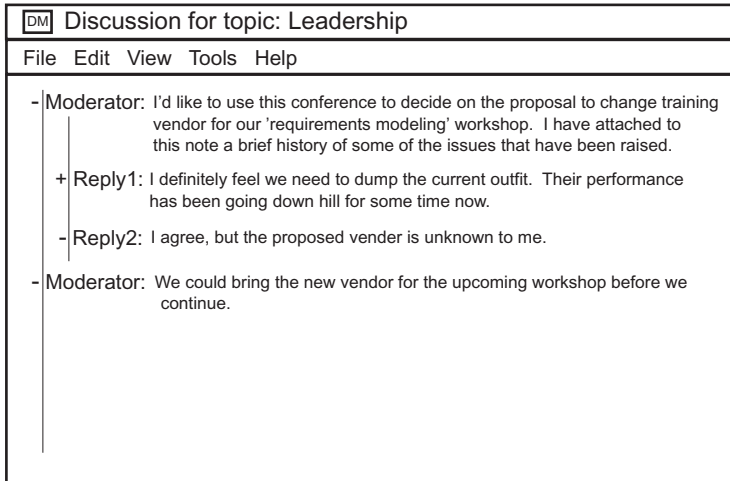 DM Discussion for topic: Leadership
File Edit View Tools Help
- Moderator: I'd like to use this conference to decide on the proposal to change training
vendor for our 'requirements modeling' workshop. I have attached to
this note a brief history of some of the issues that have been raised.
+ Reply1: I definitely feel we need to dump the current outfit. Their performance
has been going down hill for some time now.
- Reply2: I agree, but the proposed vender is unknown to me.
- Moderator: We could bring the new vendor for the upcoming workshop before we
continue.